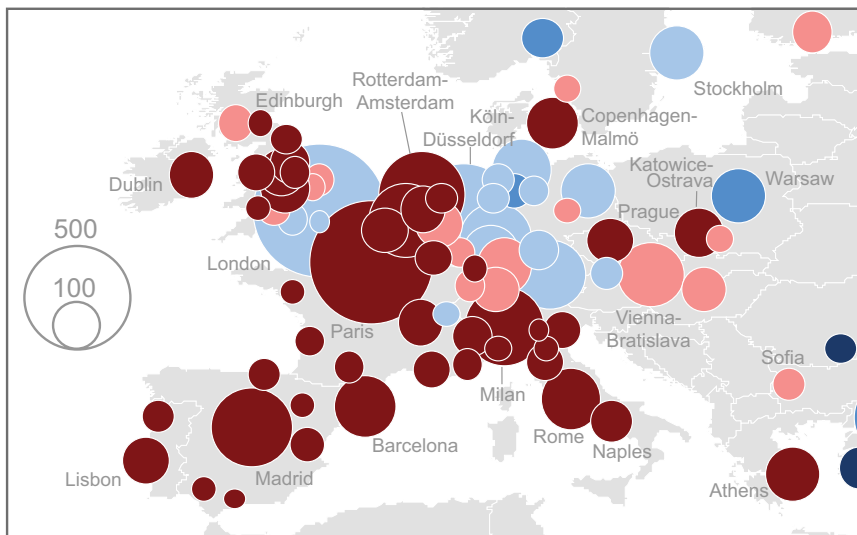 Edinburgh
Rotterdam-
Amsterdam
Köln-
Düsseldorf
Copenhagen-
Malmö
Stockholm
Dublin
Katowice-
Ostrava
Warsaw
Prague
500
100
London
Paris
Vienna-
Bratislava
Sofia
Milan
Barcelona
Rome
Naples
Lisbon
Madrid
Athens